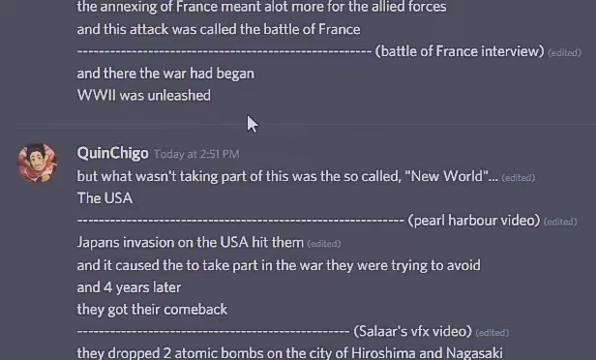 the annexing of France meant alot more for the allied forces
and this attack was called the battle of France
---------------------------------------------------- (battle of France interview) (edited)
and there the war had began
WWII was unleashed
QuinChigo Today at 2:51 PM
but what wasn't taking part of this was the so called, "New World"... (edited)
The USA
---------------------------------------------------------- (pearl harbour video) (edited)
Japans invasion on the USA hit them (edited)
and it caused the to take part in the war they were trying to avoid
and 4 years later
they got their comeback
------------------------------------------------ (Salaar's vfx video) (edited)
they dropped 2 atomic bombs on the city of Hiroshima and Nagasaki